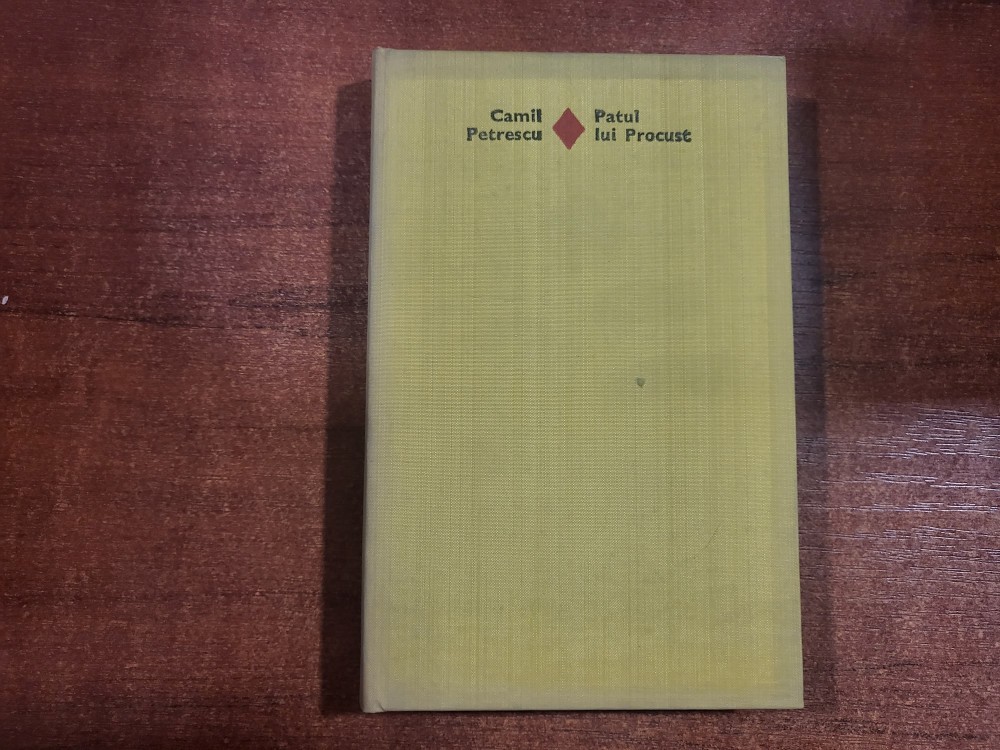 Camil
Petrescu
Patul
lui Procust